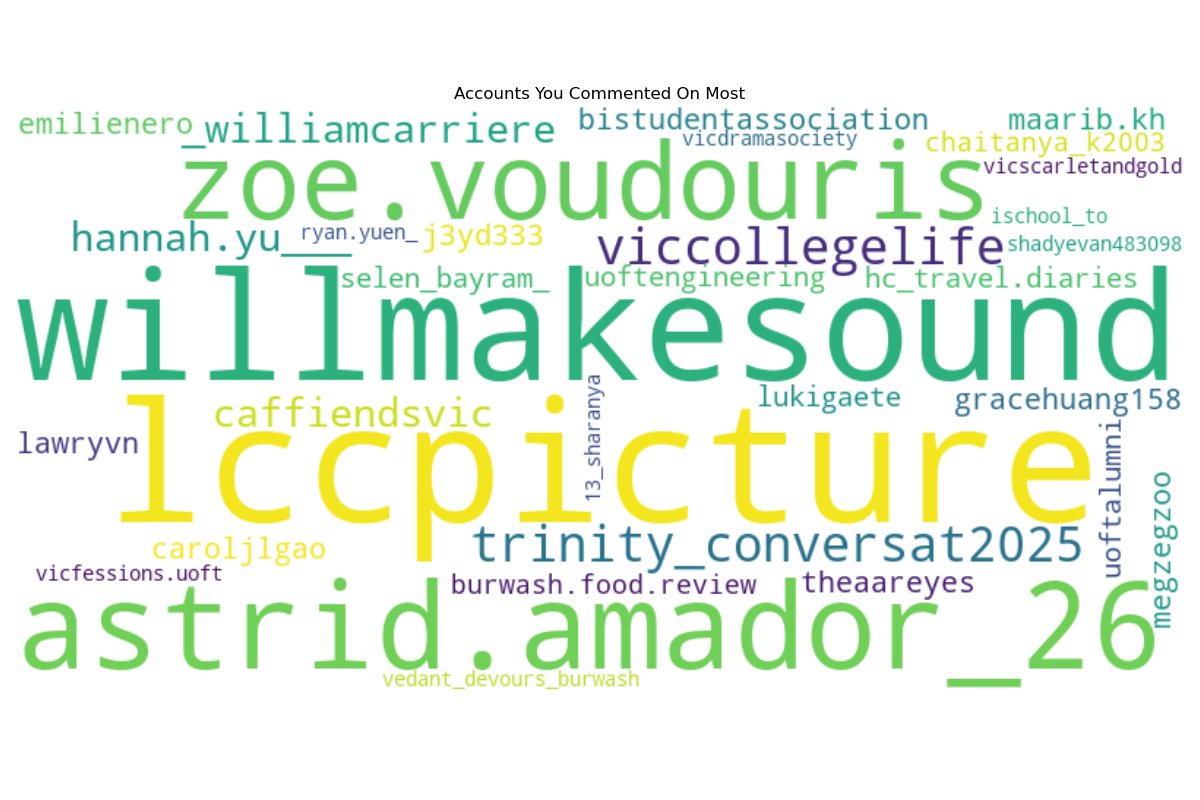 Accounts You Commented On Most
emilienero
_williamcarriere
bistudentassociation
maarib.kh
vicdramasociety
chaitanya_k2003
zoe.voudouris
vicscarletandgold
ischool_to
hannah.yu____
ryan.yuen_
j3yd333
viccollegelife
shadyevan483098
selen_bayram_
uoftengineering
hc_travel.diaries
willmakesound
lukigaete
gracehuang158
caffiendsvic
13_sharanya
lawryvn
lccpicture
uoftalumni
megzegzoo
caroljlgao
trinity_conversat2025
vicfessions.uoft
burwash.food.review
theaareyes
astrid.amador_26
vedant_devours_burwash